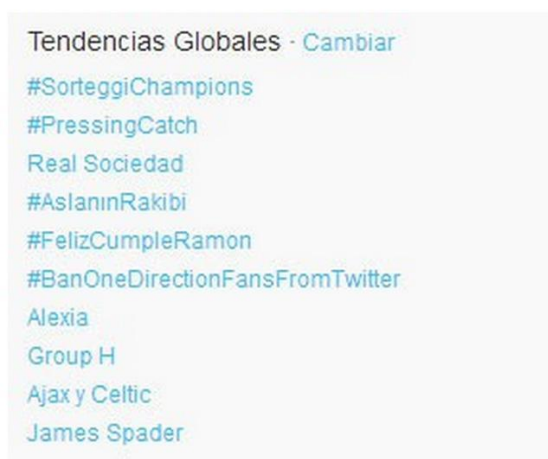 Tendencias Globales · Cambiar
#SorteggiChampions
#PressingCatch
Real Sociedad
#AslanınRakibi
#FelizCumpleRamon
#BanOneDirectionFansFromTwitter
Alexia
Group H
Ajax y Celtic
James Spader